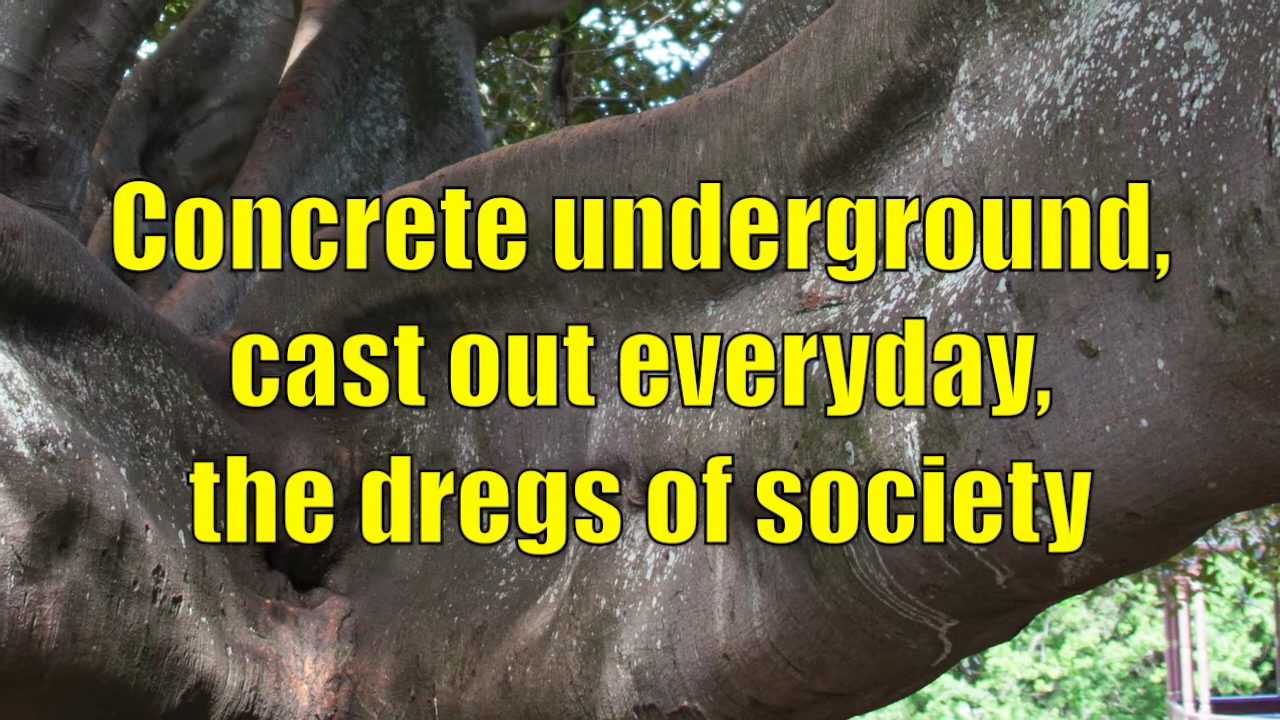 Concrete underground,
cast out everyday,
the dregs of society